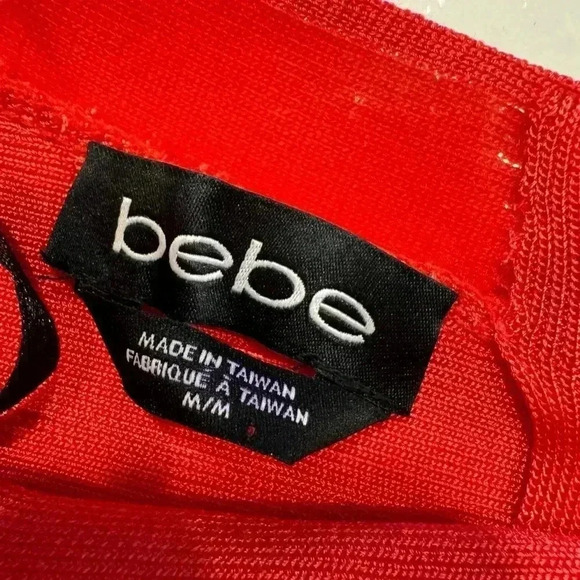 bebe
MADE IN TAIWAN
FABRIQUÉ À TAIWAN
M/M